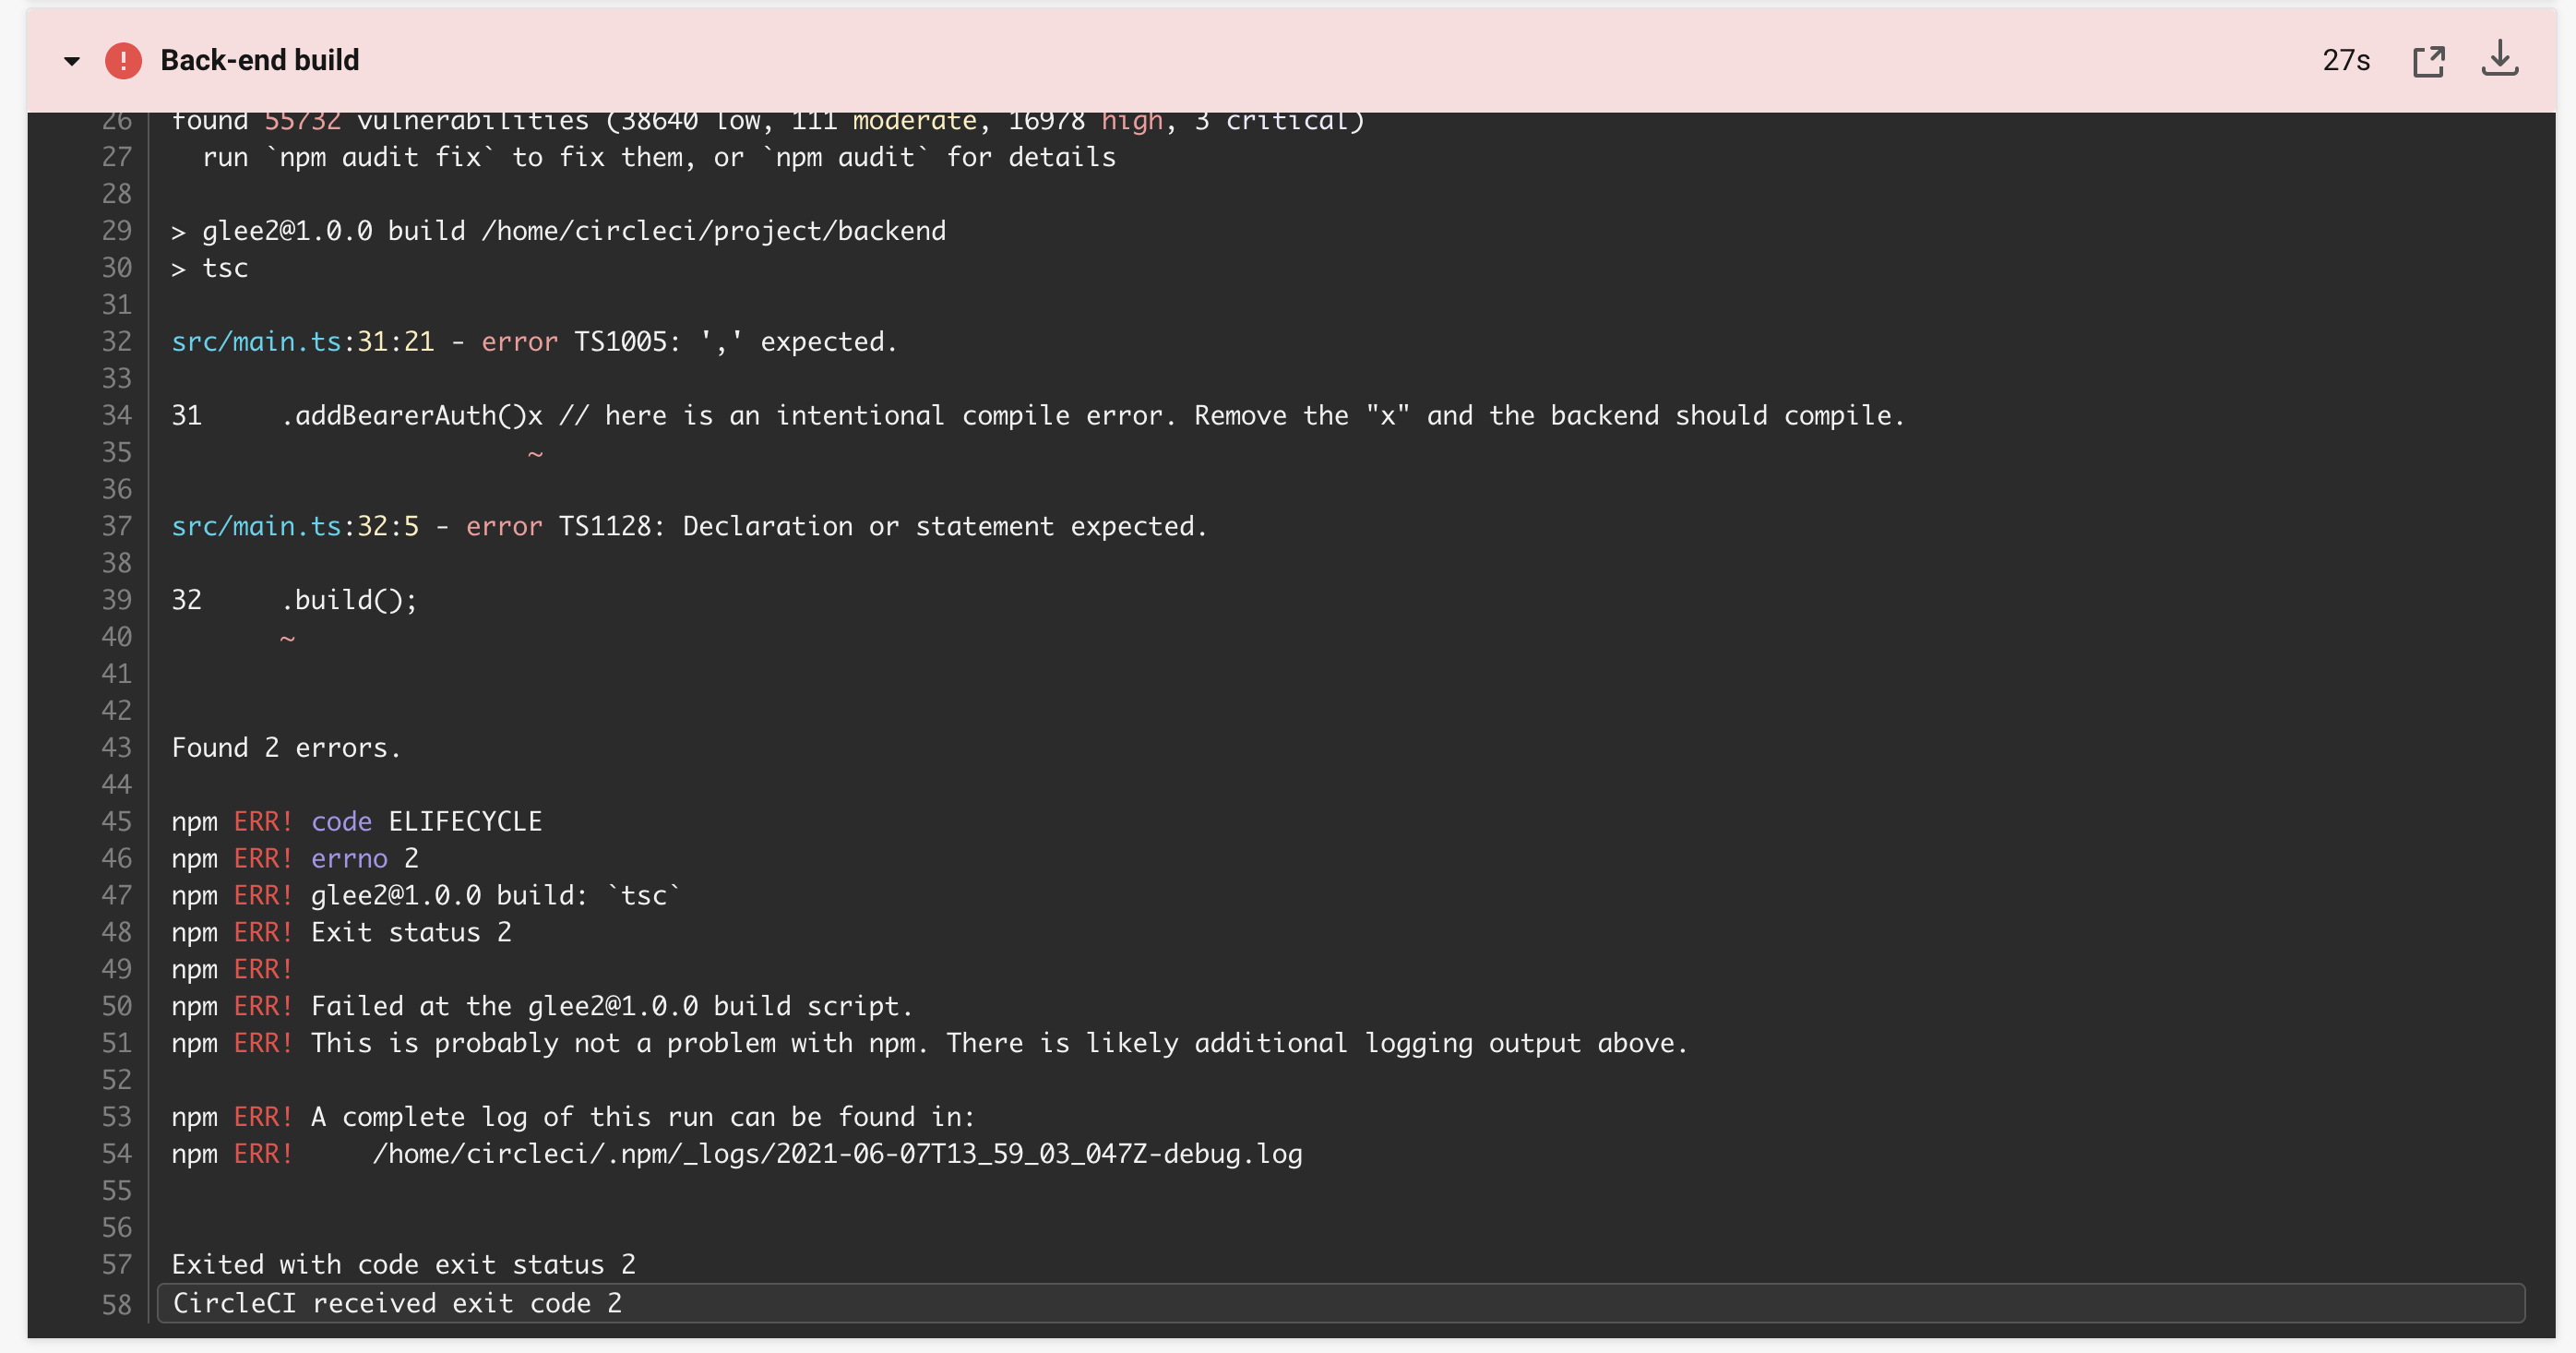 Back-end build 27s
26 found 55732 vulnerabilities (38640 low, 111 moderate, 16978 high, 3 critical)
27   run `npm audit fix` to fix them, or `npm audit` for details
28
29 > glee2@1.0.0 build /home/circleci/project/backend
30 > tsc
31
32 src/main.ts:31:21 - error TS1005: ',' expected.
33
34 31     .addBearerAuth()x // here is an intentional compile error. Remove the "x" and the backend should compile.
35                        ~
36
37 src/main.ts:32:5 - error TS1128: Declaration or statement expected.
38
39 32     .build();
40        ~
41
42
43 Found 2 errors.
44
45 npm ERR! code ELIFECYCLE
46 npm ERR! errno 2
47 npm ERR! glee2@1.0.0 build: `tsc`
48 npm ERR! Exit status 2
49 npm ERR!
50 npm ERR! Failed at the glee2@1.0.0 build script.
51 npm ERR! This is probably not a problem with npm. There is likely additional logging output above.
52
53 npm ERR! A complete log of this run can be found in:
54 npm ERR!     /home/circleci/.npm/_logs/2021-06-07T13_59_03_047Z-debug.log
55
56
57 Exited with code exit status 2
58 CircleCI received exit code 2